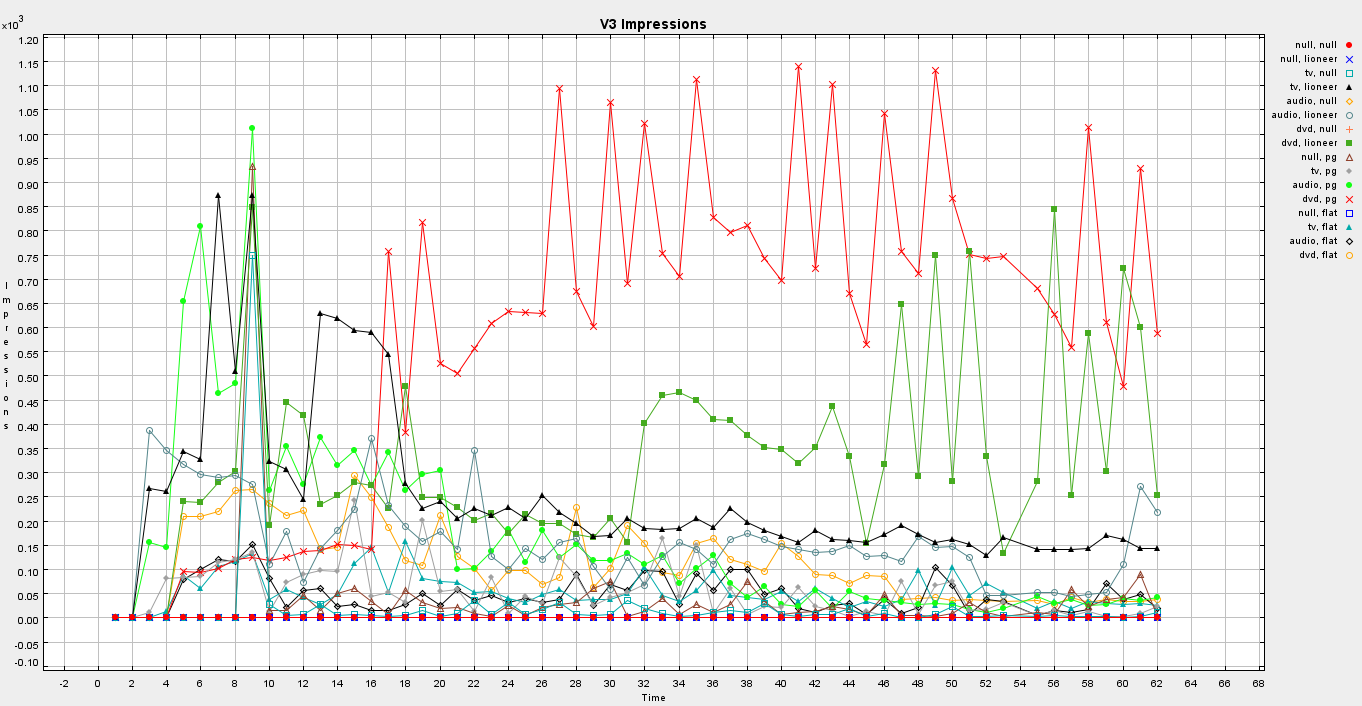 V3 Impressions
×10³
1.20
1.15
1.10
1.05
1.00
0.95
0.90
0.85
0.80
0.75
0.70
0.65
0.60
0.55
0.50
0.45
0.40
0.35
0.30
0.25
0.20
0.15
0.10
0.05
0.00
-0.05
-0.10
Impressions
-2 0 2 4 6 8 10 12 14 16 18 20 22 24 26 28 30 32 34 36 38 40 42 44 46 48 50 52 54 56 58 60 62 64 66 68
Time
null, null
null, lioneer
tv, null
tv, lioneer
audio, null
audio, lioneer
dvd, null
dvd, lioneer
null, pg
tv, pg
audio, pg
dvd, pg
null, flat
tv, flat
audio, flat
dvd, flat